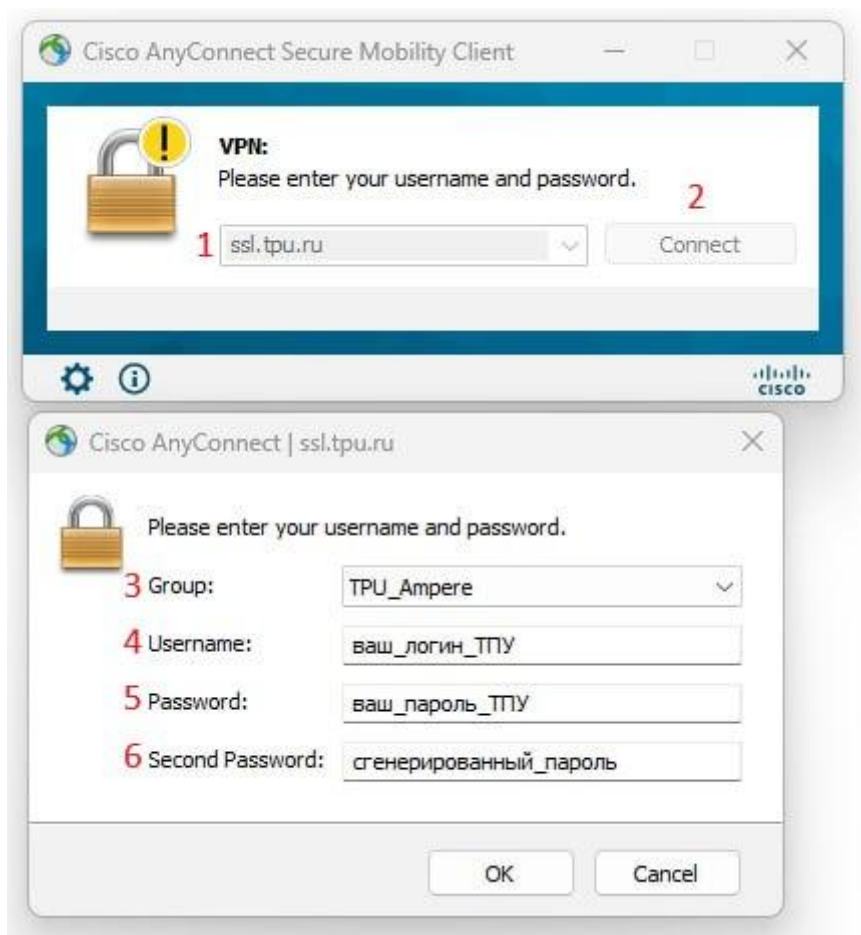 Cisco AnyConnect Secure Mobility Client
VPN:
Please enter your username and password.
2
1 ssl.tpu.ru Connect
CISCO
Cisco AnyConnect | ssl.tpu.ru
Please enter your username and password.
3 Group: TPU_Ampere
4 Username: ваш_логин_ТПУ
5 Password: ваш_пароль_ТПУ
6 Second Password: сгенерированный_пароль
OK Cancel